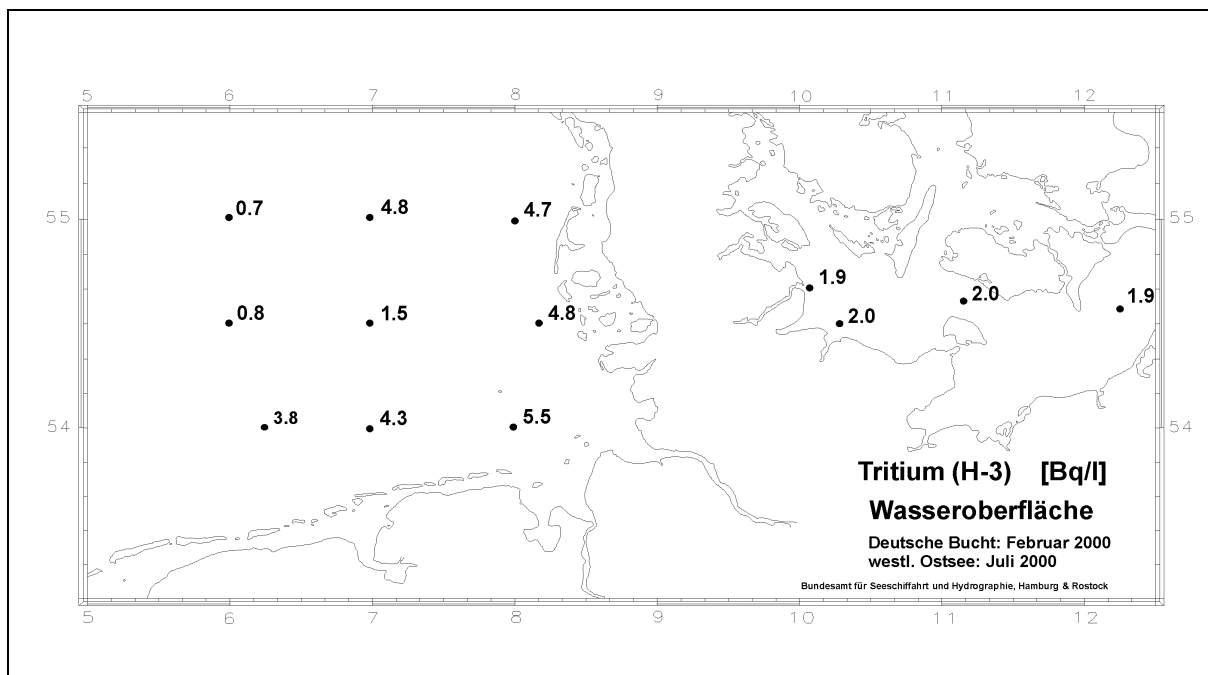 5 6 7 8 9 10 11 12
55 55
0.7 4.8 4.7
1.9 2.0 1.9
0.8 1.5 4.8 2.0
3.8 4.3 5.5
54 54
Tritium (H-3) [Bq/l]
Wasseroberfläche
Deutsche Bucht: Februar 2000
westl. Ostsee: Juli 2000
Bundesamt für Seeschiffahrt und Hydrographie, Hamburg & Rostock
5 6 7 8 9 10 11 12